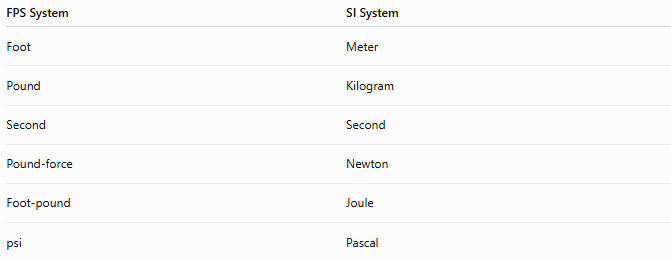 FPS System SI System
Foot Meter
Pound Kilogram
Second Second
Pound-force Newton
Foot-pound Joule
psi Pascal